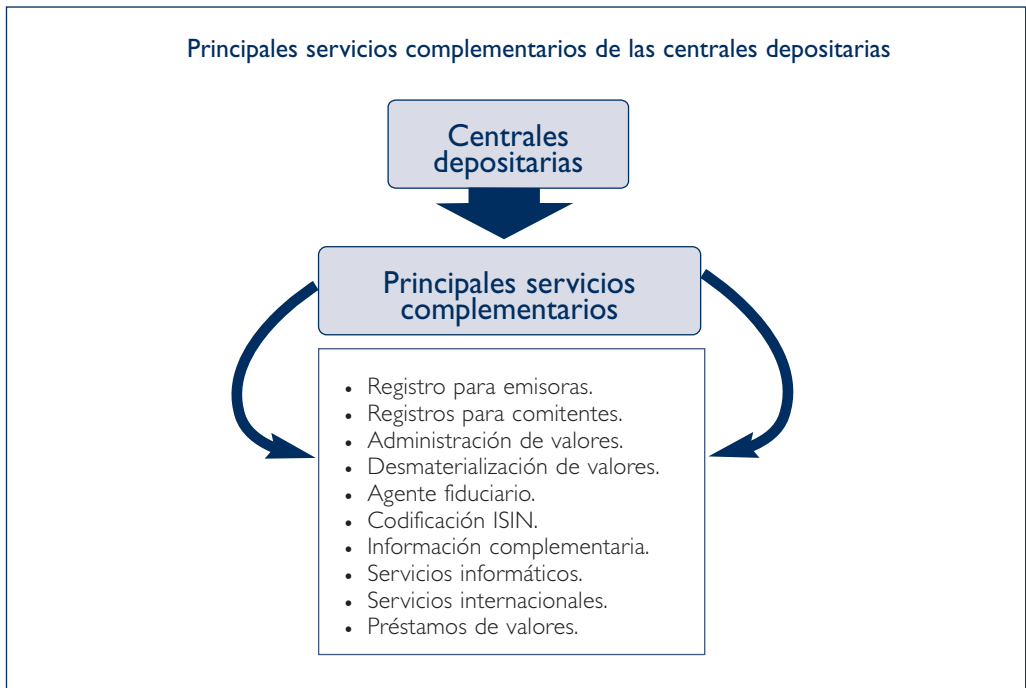 Principales servicios complementarios de las centrales depositarias
Centrales
depositarias
Principales servicios
complementarios
• Registro para emisoras.
• Registros para comitentes.
• Administración de valores.
• Desmaterialización de valores.
• Agente fiduciario.
• Codificación ISIN.
• Información complementaria.
• Servicios informáticos.
• Servicios internacionales.
• Préstamos de valores.